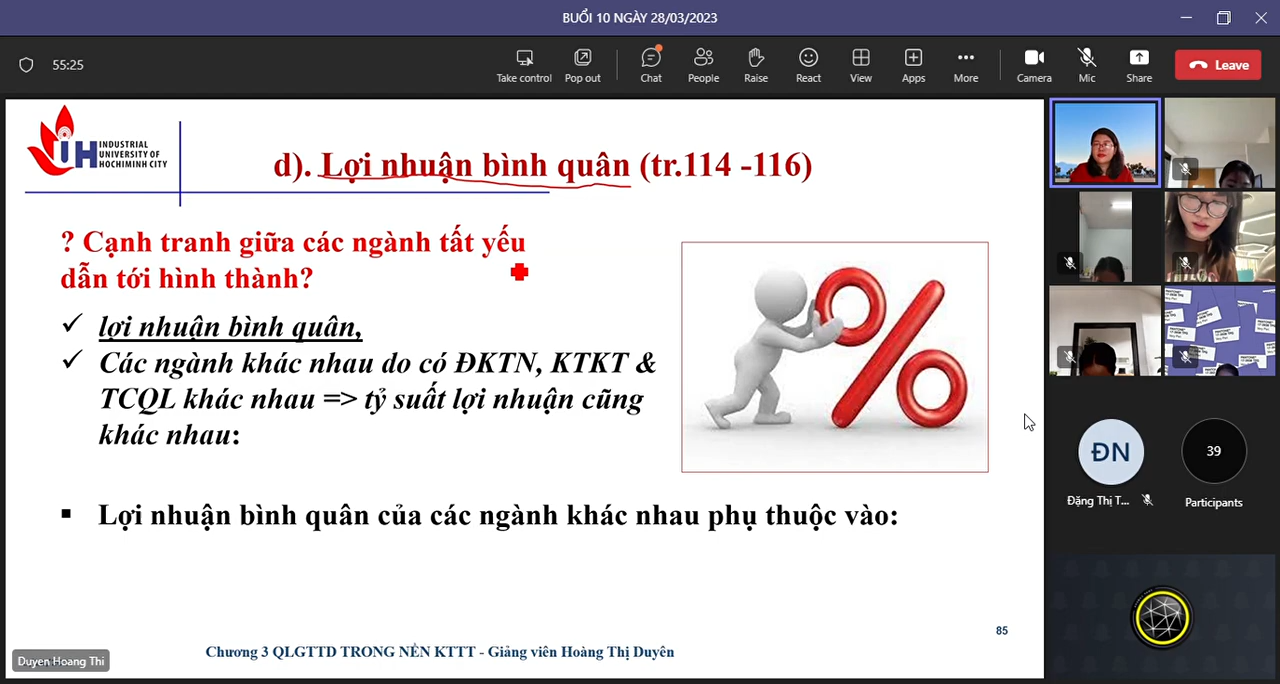 BUỔI 10 NGÀY 28/03/2023
55:25
Take control
Pop out
Chat
People
Raise
React
View
Apps
More
Camera
Mic
Share
Leave
IUH
INDUSTRIAL
UNIVERSITY OF
HOCHIMINH CITY
d). Lợi nhuận bình quân (tr.114 -116)
? Cạnh tranh giữa các ngành tất yếu
dẫn tới hình thành?
✓ lợi nhuận bình quân,
✓ Các ngành khác nhau do có ĐKTN, KTKT &
TCQL khác nhau => tỷ suất lợi nhuận cũng
khác nhau:
▪ Lợi nhuận bình quân của các ngành khác nhau phụ thuộc vào:
85
Chương 3 QLGTTD TRONG NỀN KTTT - Giảng viên Hoàng Thị Duyên
Duyen Hoang Thi
ĐN
Đặng Thị T...
39
Participants